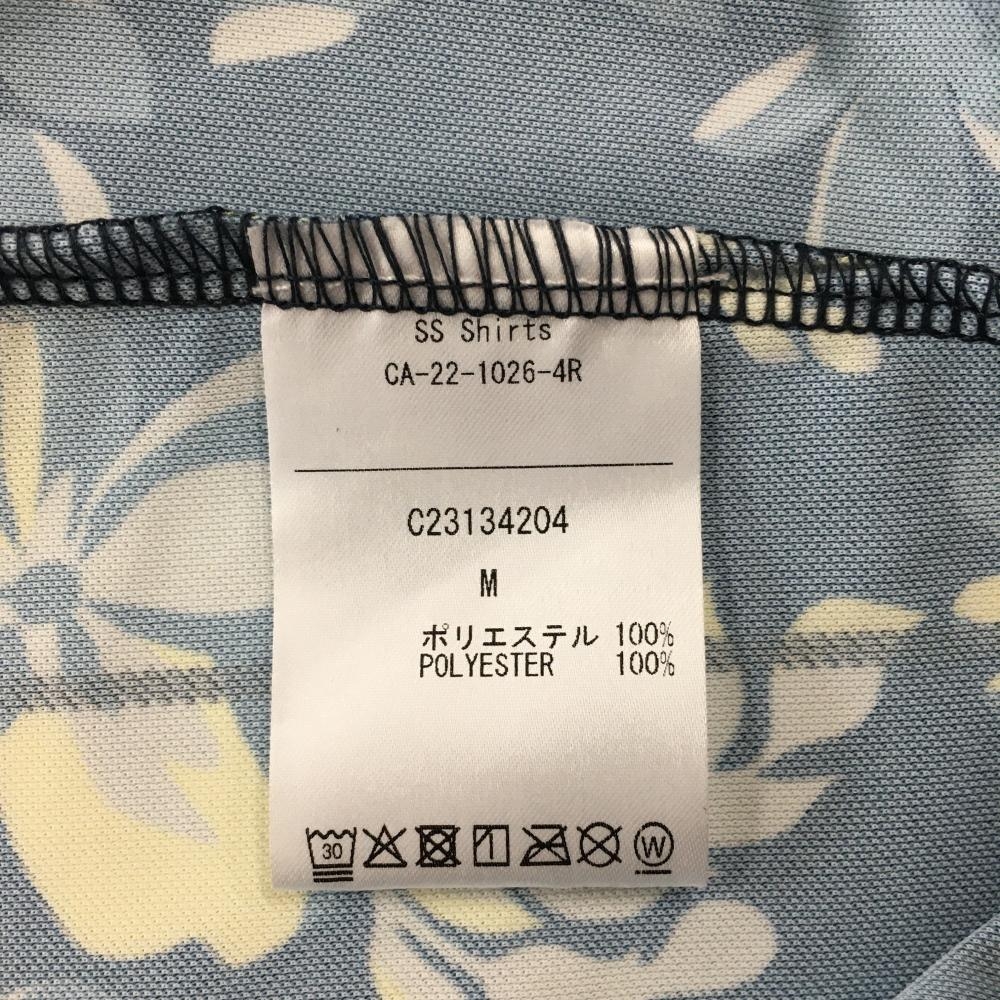 SS Shirts
CA-22-1026-4R
C23134204
M
ポリエステル 100%
POLYESTER 100%
30 W